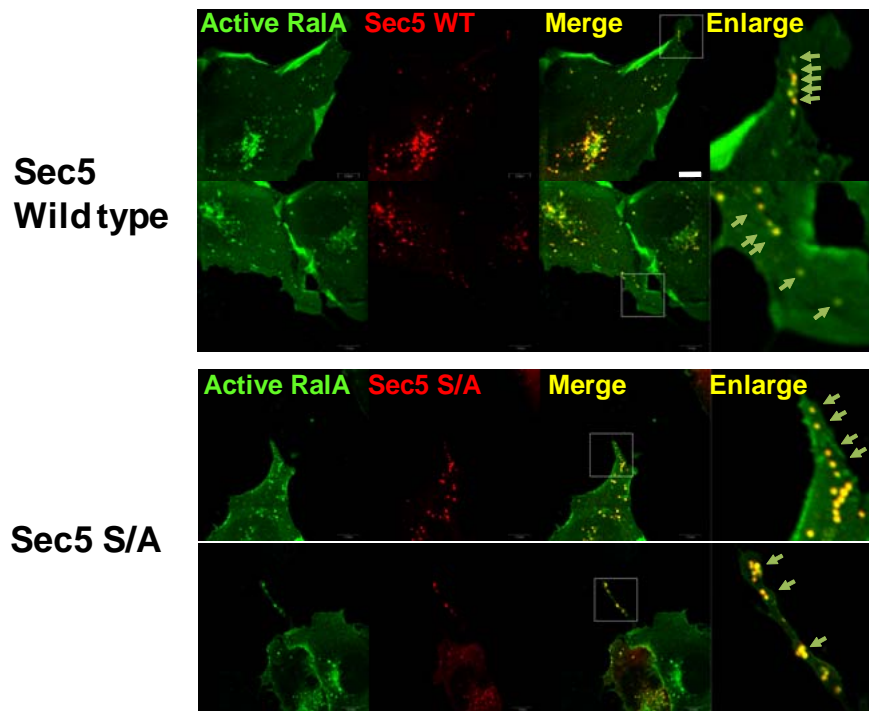 Active RalA Sec5 WT Merge Enlarge
Sec5
Wild type
Active RalA Sec5 S/A Merge Enlarge
Sec5 S/A